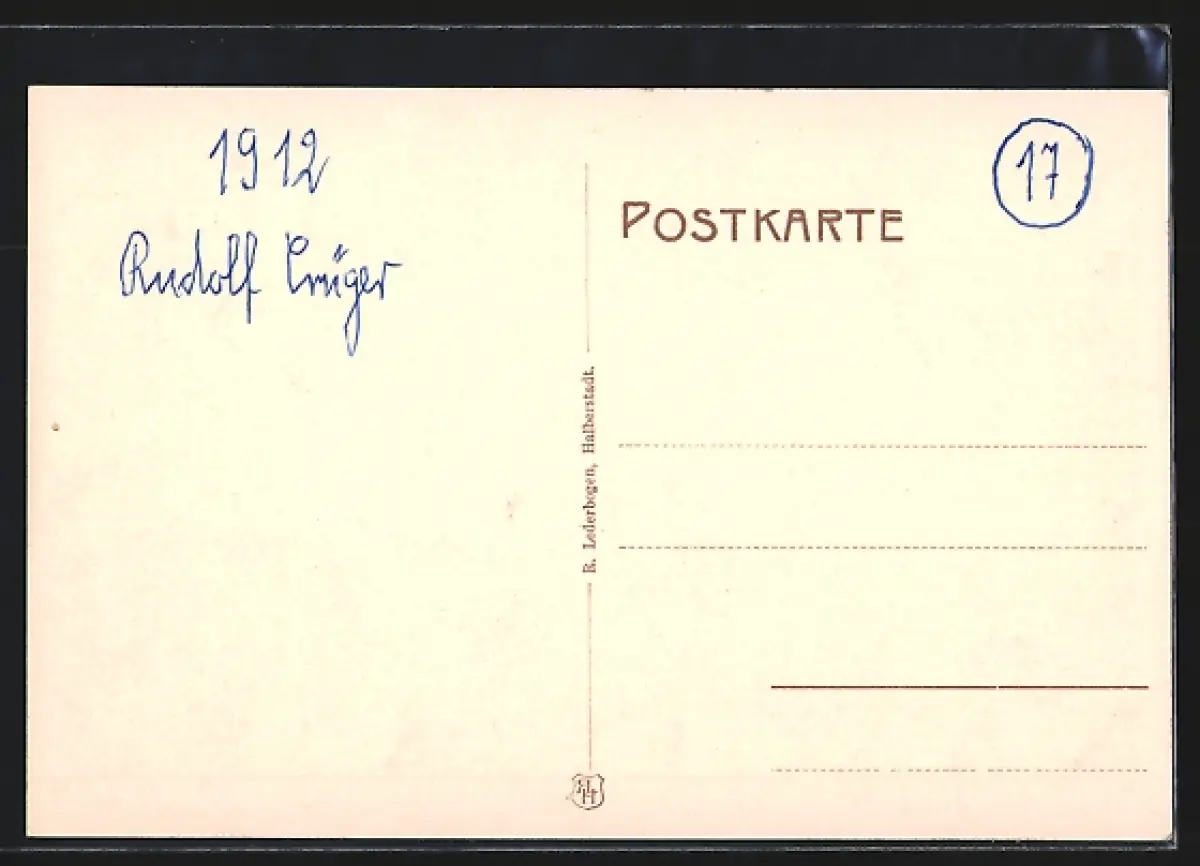 1912
Rudolf Crüger
17
POSTKARTE
R. Lederbogen, Halberstadt.